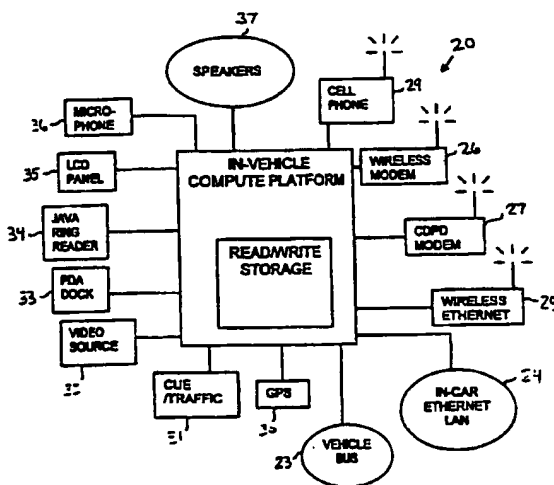 37
SPEAKERS
20
CELL
PHONE
29
36
MICRO-
PHONE
IN-VEHICLE
COMPUTE PLATFORM
WIRELESS
MODEM
26
35
LCD
PANEL
34
JAVA
RING
READER
READ/WRITE
STORAGE
CDPD
MODEM
27
33
PDA
DOCK
WIRELESS
ETHERNET
VIDEO
SOURCE
CUE
/TRAFFIC
31
GPS
VEHICLE
BUS
23
IN-CAR
ETHERNET
LAN
24